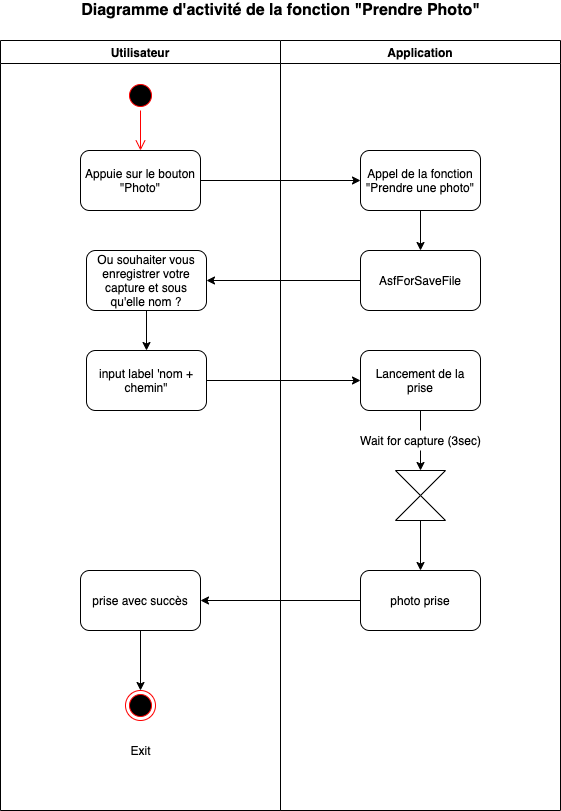 Diagramme d'activité de la fonction "Prendre Photo"
Utilisateur
Application
Appuie sur le bouton
"Photo"
Appel de la fonction
"Prendre une photo"
Ou souhaiter vous
enregistrer votre
capture et sous
qu'elle nom ?
AsfForSaveFile
input label 'nom +
chemin"
Lancement de la
prise
Wait for capture (3sec)
prise avec succès
photo prise
Exit